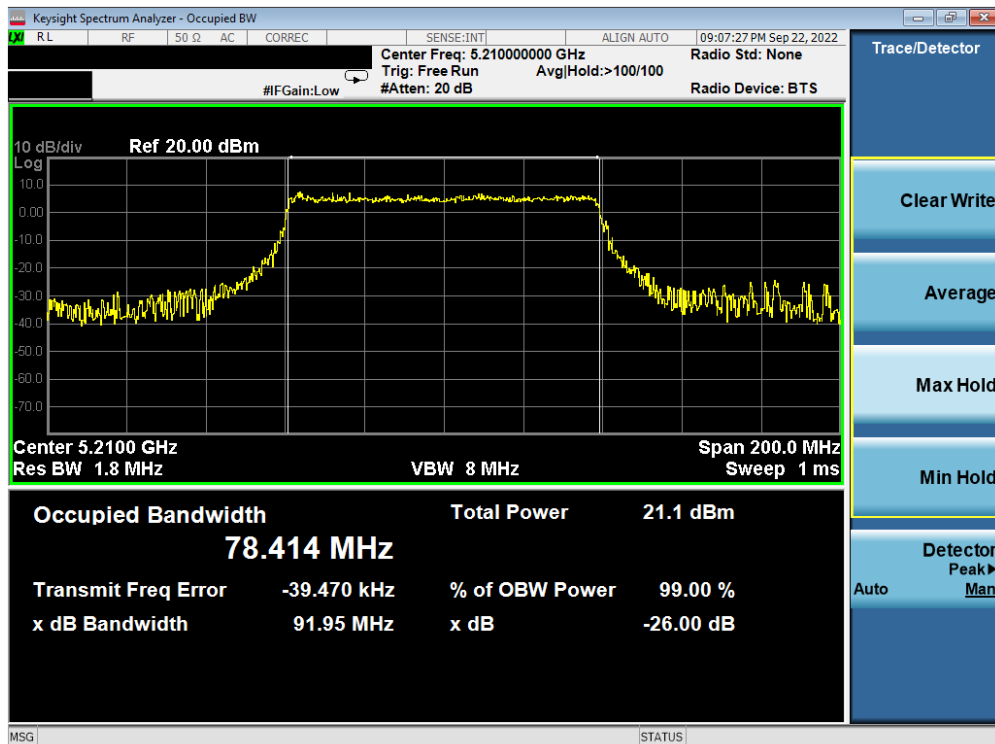 Keysight Spectrum Analyzer - Occupied BW
LXI RL RF 50 Ω AC CORREC SENSE:INT ALIGN AUTO 09:07:27 PM Sep 22, 2022
Center Freq: 5.210000000 GHz Radio Std: None
Trig: Free Run Avg|Hold:>100/100
#IFGain:Low #Atten: 20 dB Radio Device: BTS
10 dB/div Ref 20.00 dBm
Log
10.0
0.00
-10.0
-20.0
-30.0
-40.0
-50.0
-60.0
-70.0
Center 5.2100 GHz Span 200.0 MHz
Res BW 1.8 MHz VBW 8 MHz Sweep 1 ms
Occupied Bandwidth Total Power 21.1 dBm
78.414 MHz
Transmit Freq Error -39.470 kHz % of OBW Power 99.00 %
x dB Bandwidth 91.95 MHz x dB -26.00 dB
MSG STATUS
Trace/Detector
Clear Write
Average
Max Hold
Min Hold
Detector
Peak▶
Auto Man